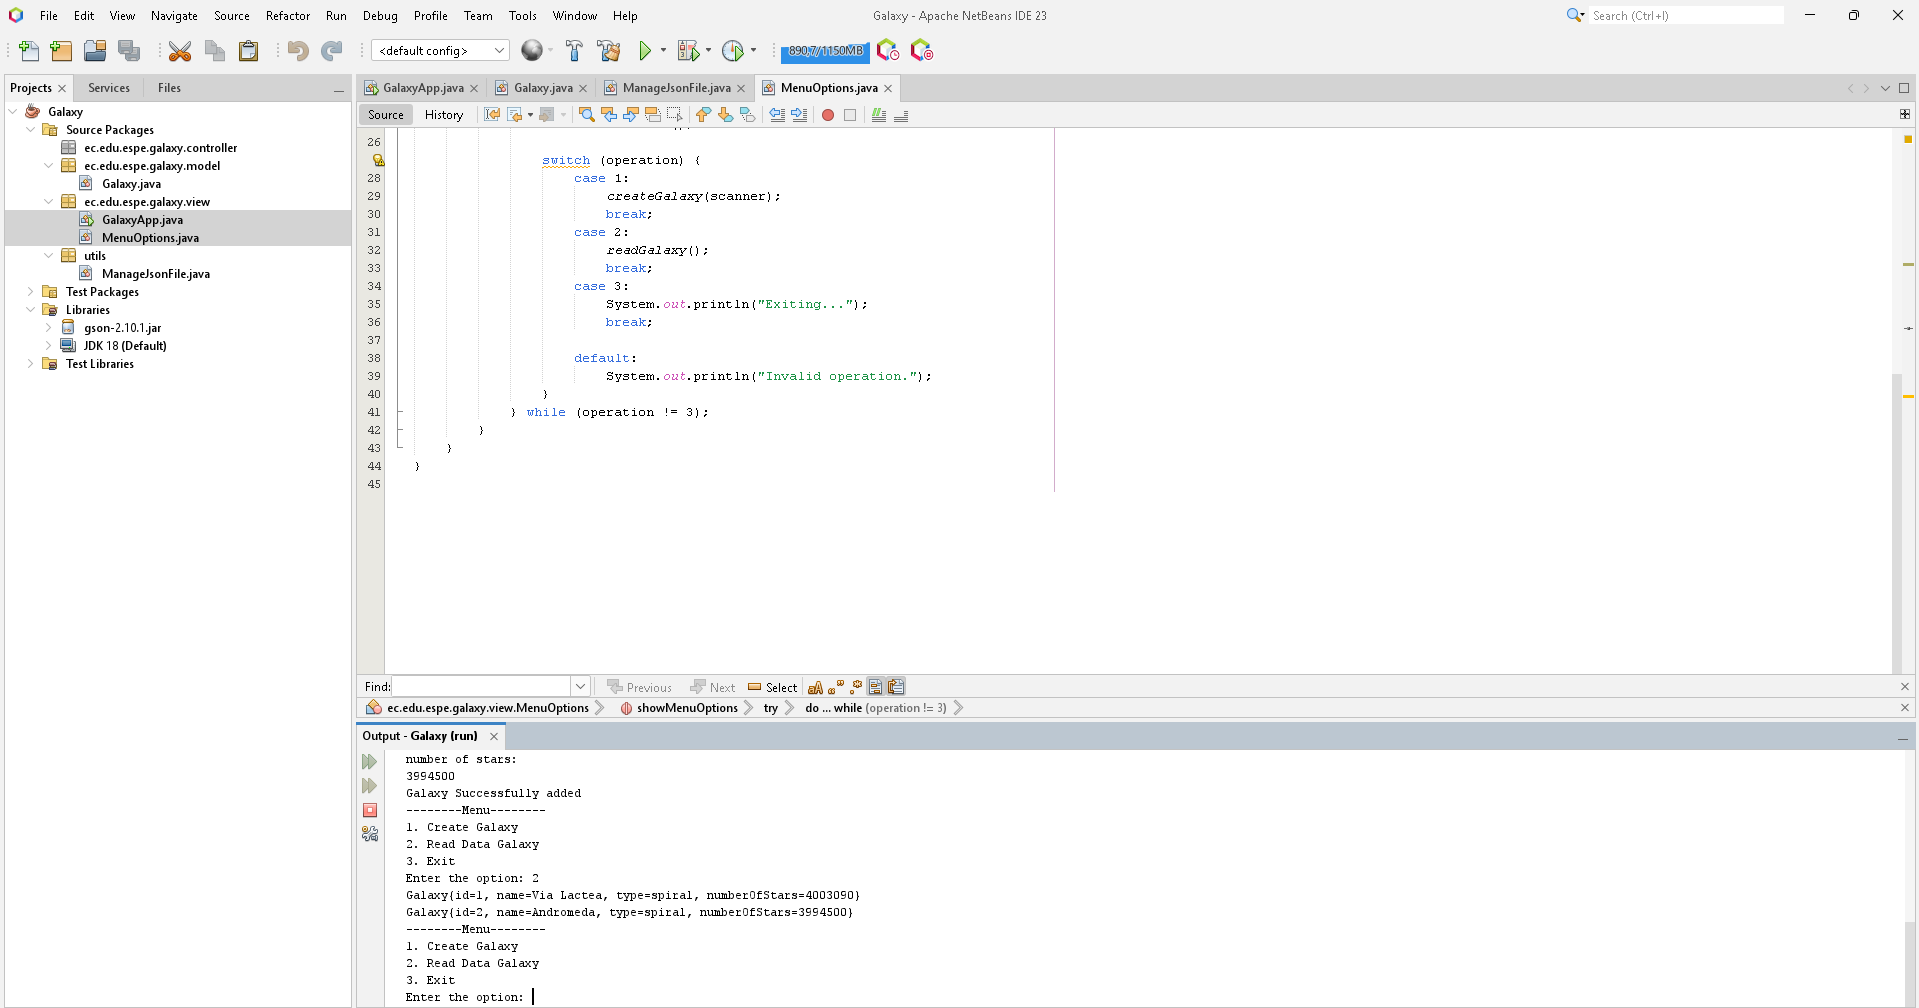 File Edit View Navigate Source Refactor Run Debug Profile Team Tools Window Help
Galaxy - Apache NetBeans IDE 23
Search (Ctrl+I)
<default config>
890,7/1150MB
Projects Services Files
Galaxy
Source Packages
ec.edu.espe.galaxy.controller
ec.edu.espe.galaxy.model
Galaxy.java
ec.edu.espe.galaxy.view
GalaxyApp.java
MenuOptions.java
utils
ManageJsonFile.java
Test Packages
Libraries
gson-2.10.1.jar
JDK 18 (Default)
Test Libraries
GalaxyApp.java Galaxy.java ManageJsonFile.java MenuOptions.java
Source History
26
switch (operation) {
28 case 1:
29 createGalaxy(scanner);
30 break;
31 case 2:
32 readGalaxy();
33 break;
34 case 3:
35 System.out.println("Exiting...");
36 break;
37
38 default:
39 System.out.println("Invalid operation.");
40 }
41 } while (operation != 3);
42 }
43 }
44 }
45
Find: Previous Next Select
ec.edu.espe.galaxy.view.MenuOptions showMenuOptions try do ... while (operation != 3)
Output - Galaxy (run)
number of stars:
3994500
Galaxy Successfully added
--------Menu--------
1. Create Galaxy
2. Read Data Galaxy
3. Exit
Enter the option: 2
Galaxy{id=1, name=Via Lactea, type=spiral, numberOfStars=4003090}
Galaxy{id=2, name=Andromeda, type=spiral, numberOfStars=3994500}
--------Menu--------
1. Create Galaxy
2. Read Data Galaxy
3. Exit
Enter the option: